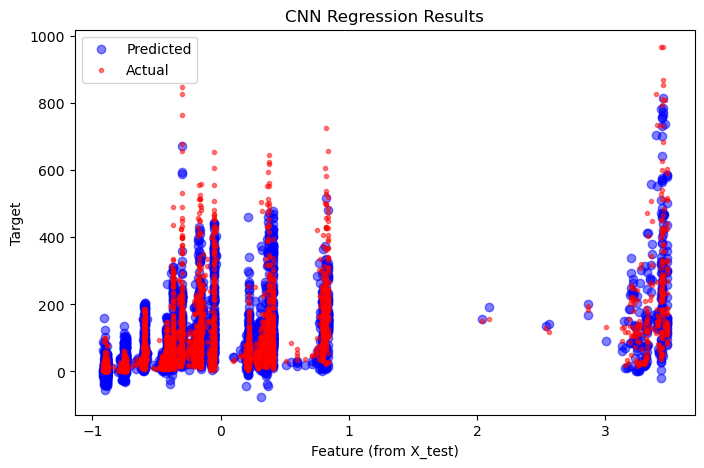 CNN Regression Results
Predicted
Actual
Target
1000
800
600
400
200
0
−1
0
1
2
3
Feature (from X_test)